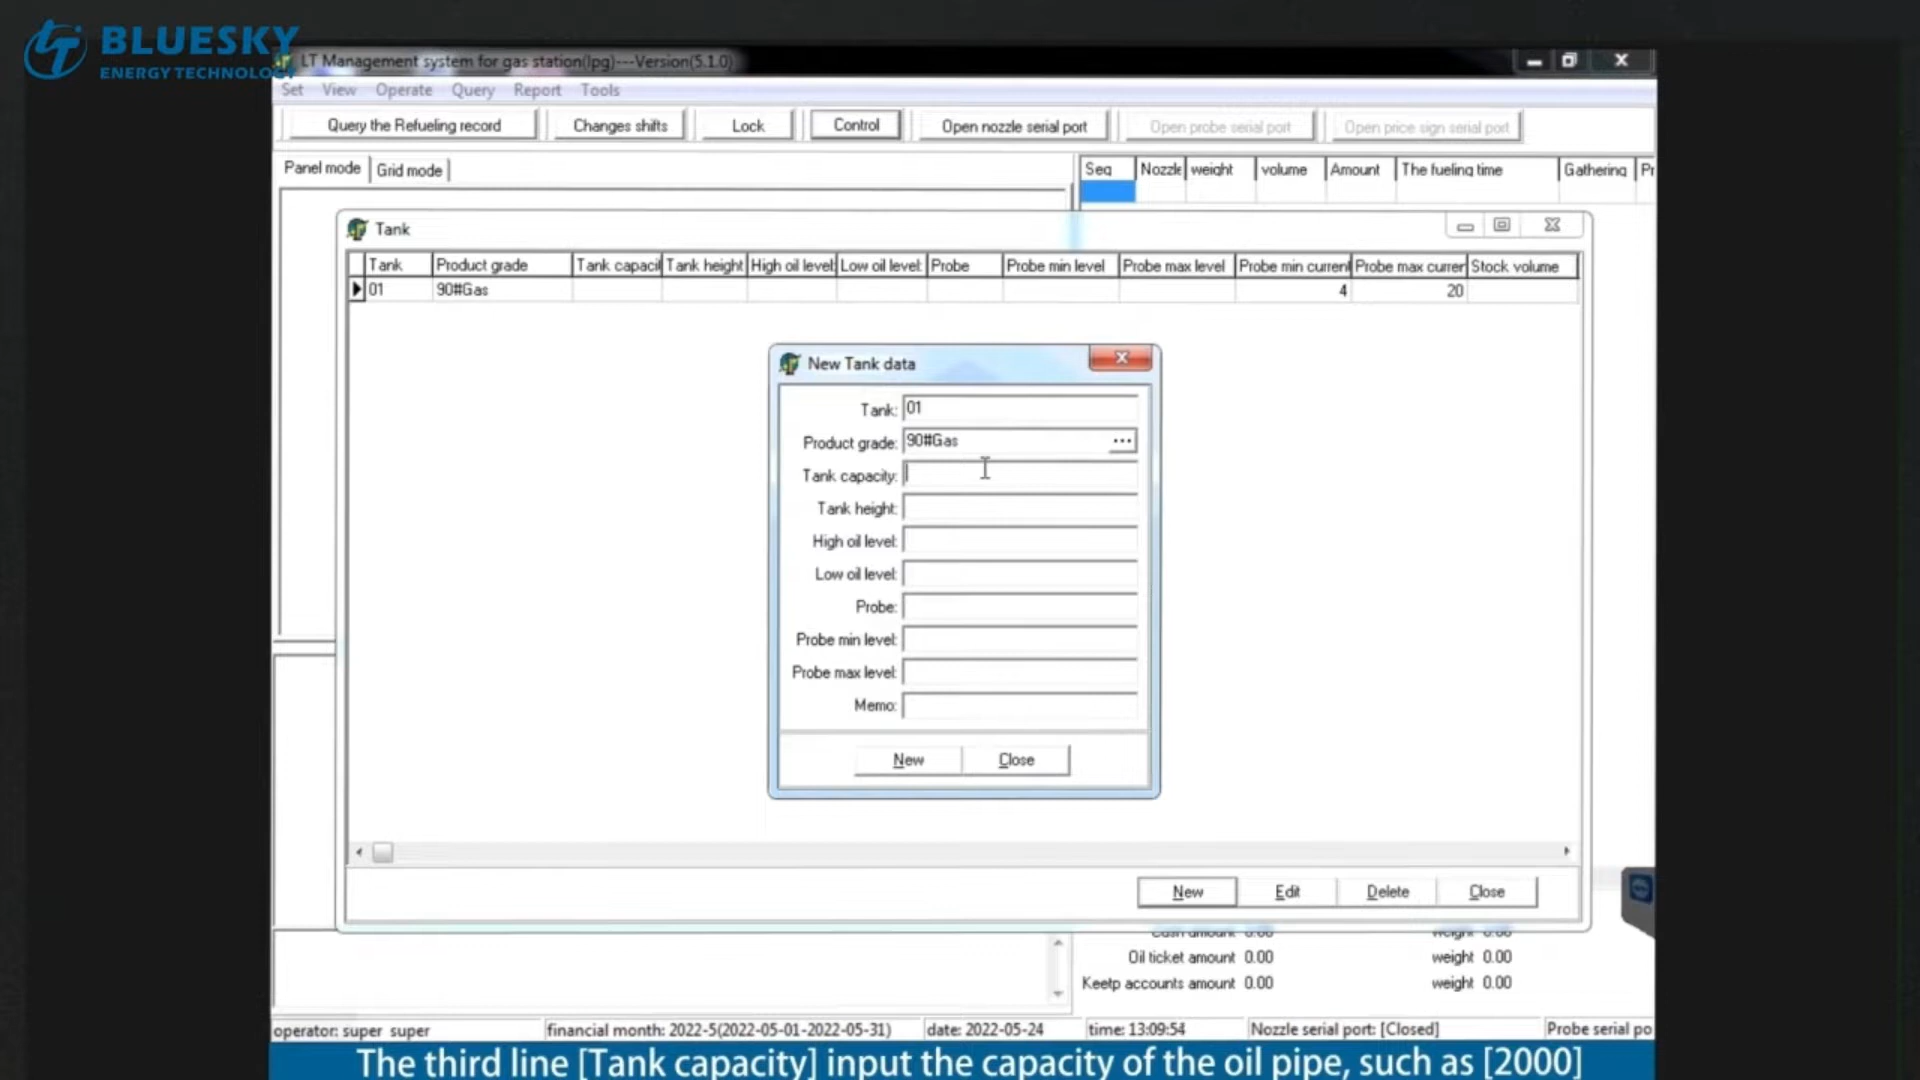 BLUESKY
ENERGY TECHNOLOGY
LT Management system for gas station(lpg)---Version(5.1.0)
Set View Operate Query Report Tools
Query the Refueling record Changes shifts Lock Control Open nozzle serial port Open probe serial port Open price sign serial port
Panel mode Grid mode
Seq Nozzle weight volume Amount The fueling time Gathering Pr
Tank
Tank Product grade Tank capacit Tank height High oil level Low oil level Probe Probe min level Probe max level Probe min current Probe max curren Stock volume
01 90#Gas 4 20
New Tank data
Tank: 01
Product grade: 90#Gas ...
Tank capacity:
Tank height:
High oil level:
Low oil level:
Probe:
Probe min level:
Probe max level:
Memo:
New Close
New Edit Delete Close
Cash amount 0.00 weight 0.00
Oil ticket amount 0.00 weight 0.00
Keetp accounts amount 0.00 weight 0.00
operator: super super financial month: 2022-5(2022-05-01-2022-05-31) date: 2022-05-24 time: 13:09:54 Nozzle serial port: [Closed] Probe serial po
The third line [Tank capacity] input the capacity of the oil pipe, such as [2000]